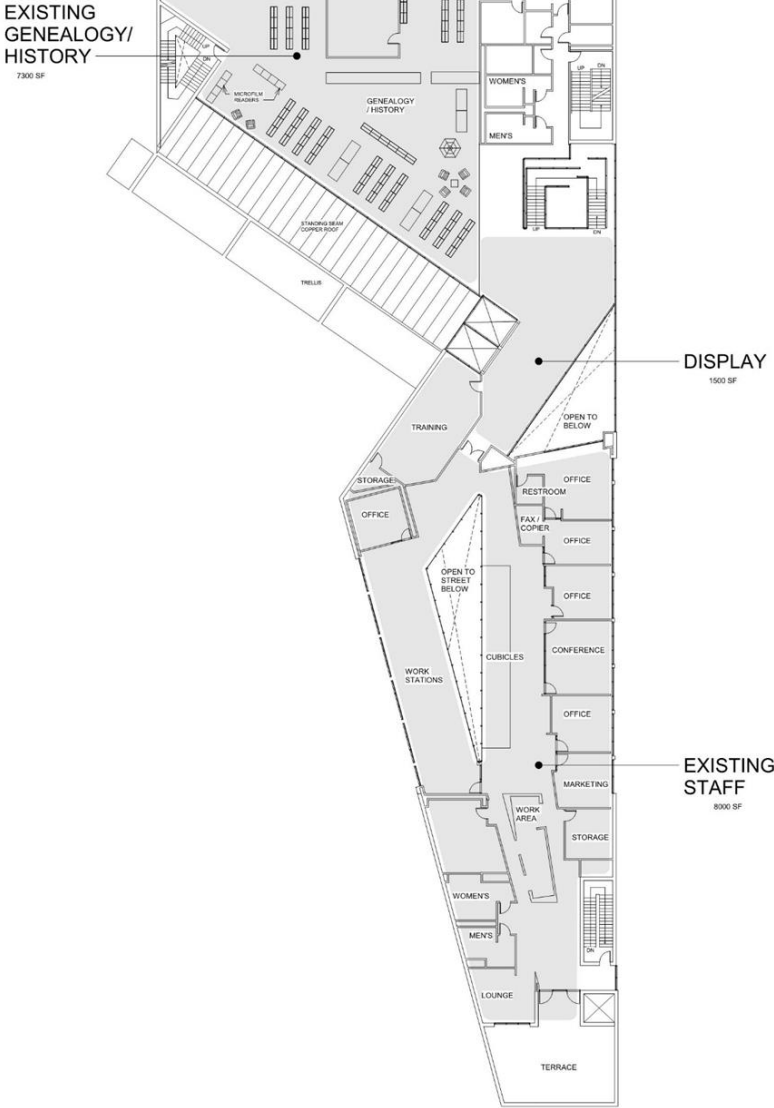 EXISTING
GENEALOGY/
HISTORY
7300 SF
UP
DN
MICROFILM
READERS
GENEALOGY
/ HISTORY
WOMEN'S
MEN'S
UP
DN
UP
DN
STANDING SEAM
COPPER ROOF
TRELLIS
DISPLAY
1500 SF
OPEN TO
BELOW
TRAINING
STORAGE
OFFICE
RESTROOM
OFFICE
FAX /
COPIER
OFFICE
OPEN TO
STREET
BELOW
OFFICE
CONFERENCE
CUBICLES
WORK
STATIONS
OFFICE
EXISTING
STAFF
8000 SF
MARKETING
WORK
AREA
STORAGE
WOMEN'S
MEN'S
DN
LOUNGE
TERRACE